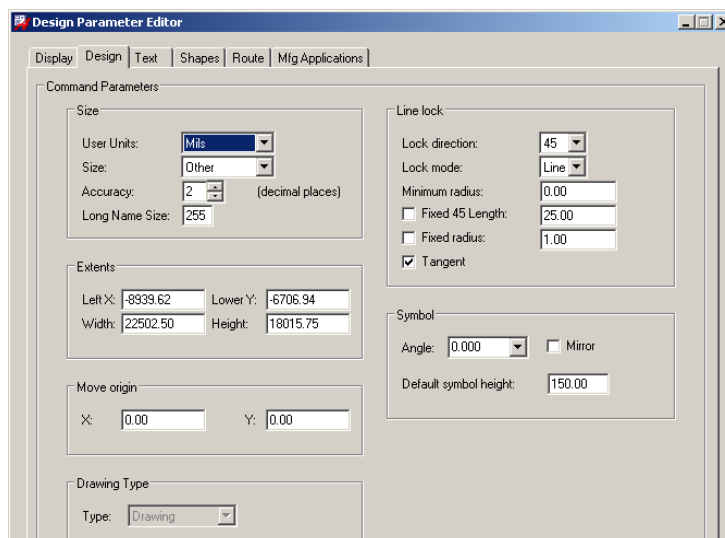 Design Parameter Editor
Display Design Text Shapes Route Mfg Applications
Command Parameters
Size
User Units: Mils
Size: Other
Accuracy: 2 (decimal places)
Long Name Size: 255
Extents
Left X: -8939.62 Lower Y: -6706.94
Width: 22502.50 Height: 18015.75
Move origin
X: 0.00 Y: 0.00
Drawing Type
Type: Drawing
Line lock
Lock direction: 45
Lock mode: Line
Minimum radius: 0.00
Fixed 45 Length: 25.00
Fixed radius: 1.00
Tangent
Symbol
Angle: 0.000 Mirror
Default symbol height: 150.00